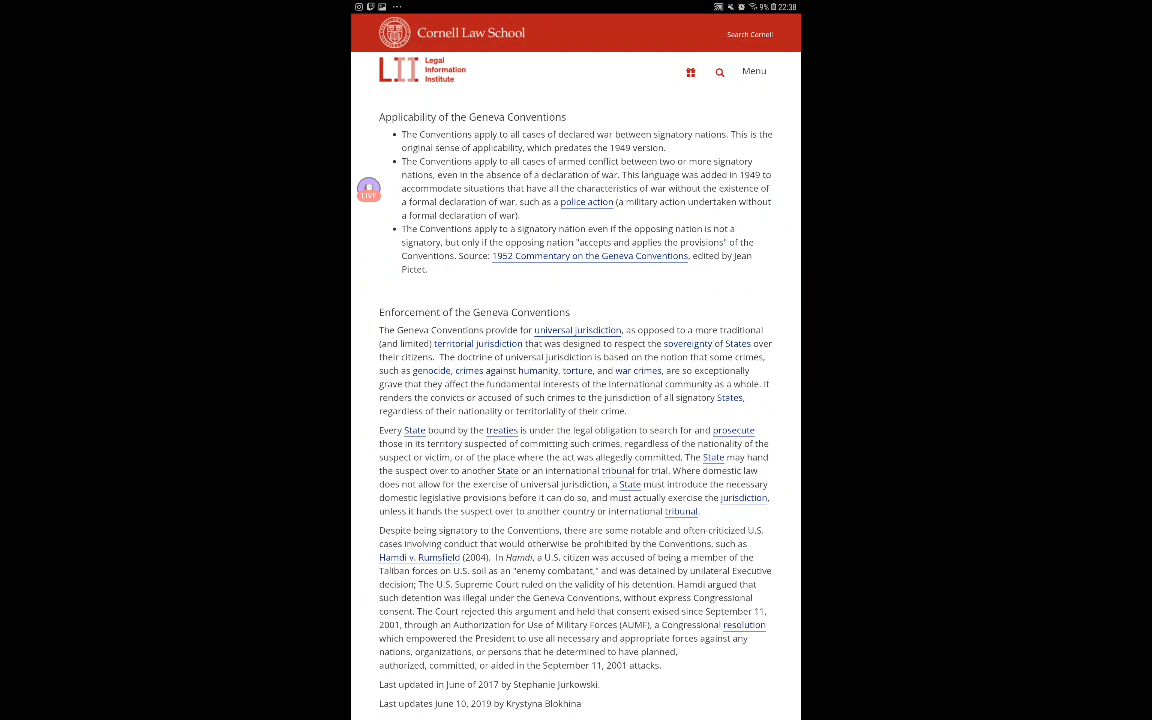 9% 22:38
Cornell Law School
Search Cornell
LII Legal
Information
Institute
Menu
Applicability of the Geneva Conventions
• The Conventions apply to all cases of declared war between signatory nations. This is the
original sense of applicability, which predates the 1949 version.
• The Conventions apply to all cases of armed conflict between two or more signatory
nations, even in the absence of a declaration of war. This language was added in 1949 to
accommodate situations that have all the characteristics of war without the existence of
a formal declaration of war, such as a police action (a military action undertaken without
a formal declaration of war).
• The Conventions apply to a signatory nation even if the opposing nation is not a
signatory, but only if the opposing nation "accepts and applies the provisions" of the
Conventions. Source: 1952 Commentary on the Geneva Conventions, edited by Jean
Pictet.
LIVE
Enforcement of the Geneva Conventions
The Geneva Conventions provide for universal jurisdiction, as opposed to a more traditional
(and limited) territorial jurisdiction that was designed to respect the sovereignty of States over
their citizens. The doctrine of universal jurisdiction is based on the notion that some crimes,
such as genocide, crimes against humanity, torture, and war crimes, are so exceptionally
grave that they affect the fundamental interests of the international community as a whole. It
renders the convicts or accused of such crimes to the jurisdiction of all signatory States,
regardless of their nationality or territoriality of their crime.
Every State bound by the treaties is under the legal obligation to search for and prosecute
those in its territory suspected of committing such crimes, regardless of the nationality of the
suspect or victim, or of the place where the act was allegedly committed. The State may hand
the suspect over to another State or an international tribunal for trial. Where domestic law
does not allow for the exercise of universal jurisdiction, a State must introduce the necessary
domestic legislative provisions before it can do so, and must actually exercise the jurisdiction,
unless it hands the suspect over to another country or international tribunal.
Despite being signatory to the Conventions, there are some notable and often-criticized U.S.
cases involving conduct that would otherwise be prohibited by the Conventions, such as
Hamdi v. Rumsfield (2004). In Hamdi, a U.S. citizen was accused of being a member of the
Taliban forces on U.S. soil as an "enemy combatant," and was detained by unilateral Executive
decision; The U.S. Supreme Court ruled on the validity of his detention. Hamdi argued that
such detention was illegal under the Geneva Conventions, without express Congressional
consent. The Court rejected this argument and held that consent exised since September 11,
2001, through an Authorization for Use of Military Forces (AUMF), a Congressional resolution
which empowered the President to use all necessary and appropriate forces against any
nations, organizations, or persons that he determined to have planned,
authorized, committed, or aided in the September 11, 2001 attacks.
Last updated in June of 2017 by Stephanie Jurkowski.
Last updates June 10, 2019 by Krystyna Blokhina